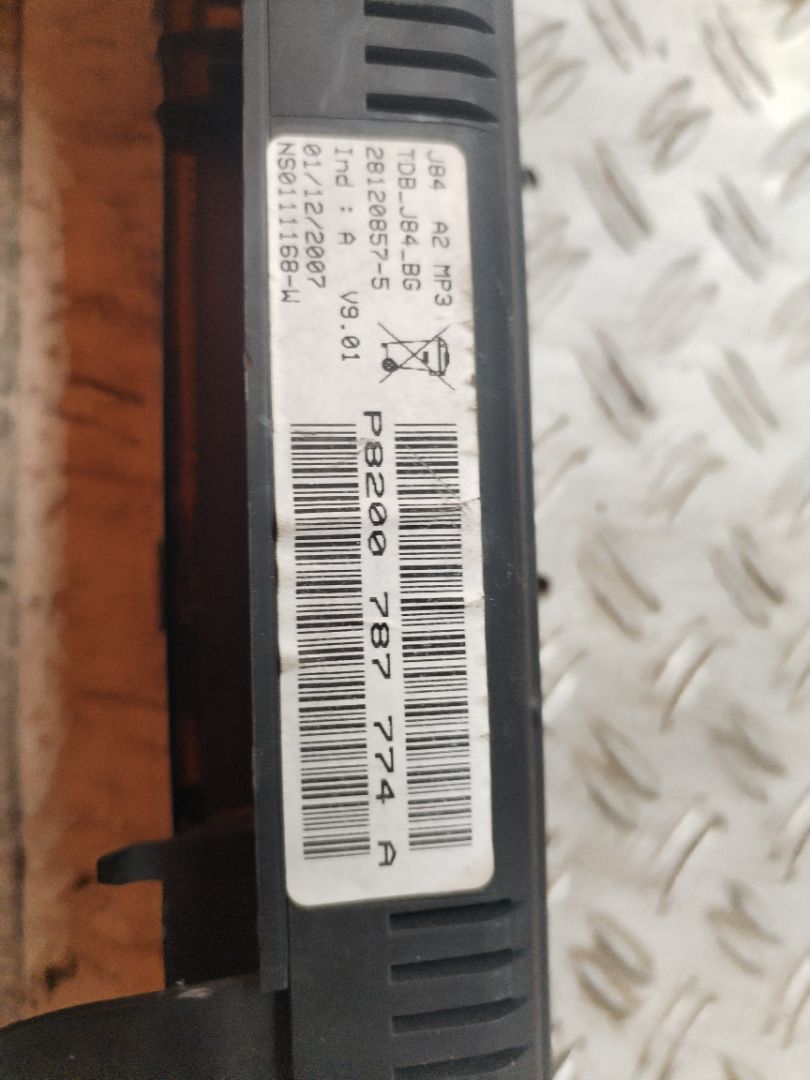 J84 A2 MP3
TDB_J84_BG
28120857-5
Ind : A V9.01
01/12/2007
NS0111168-W
P8200 787 774 A